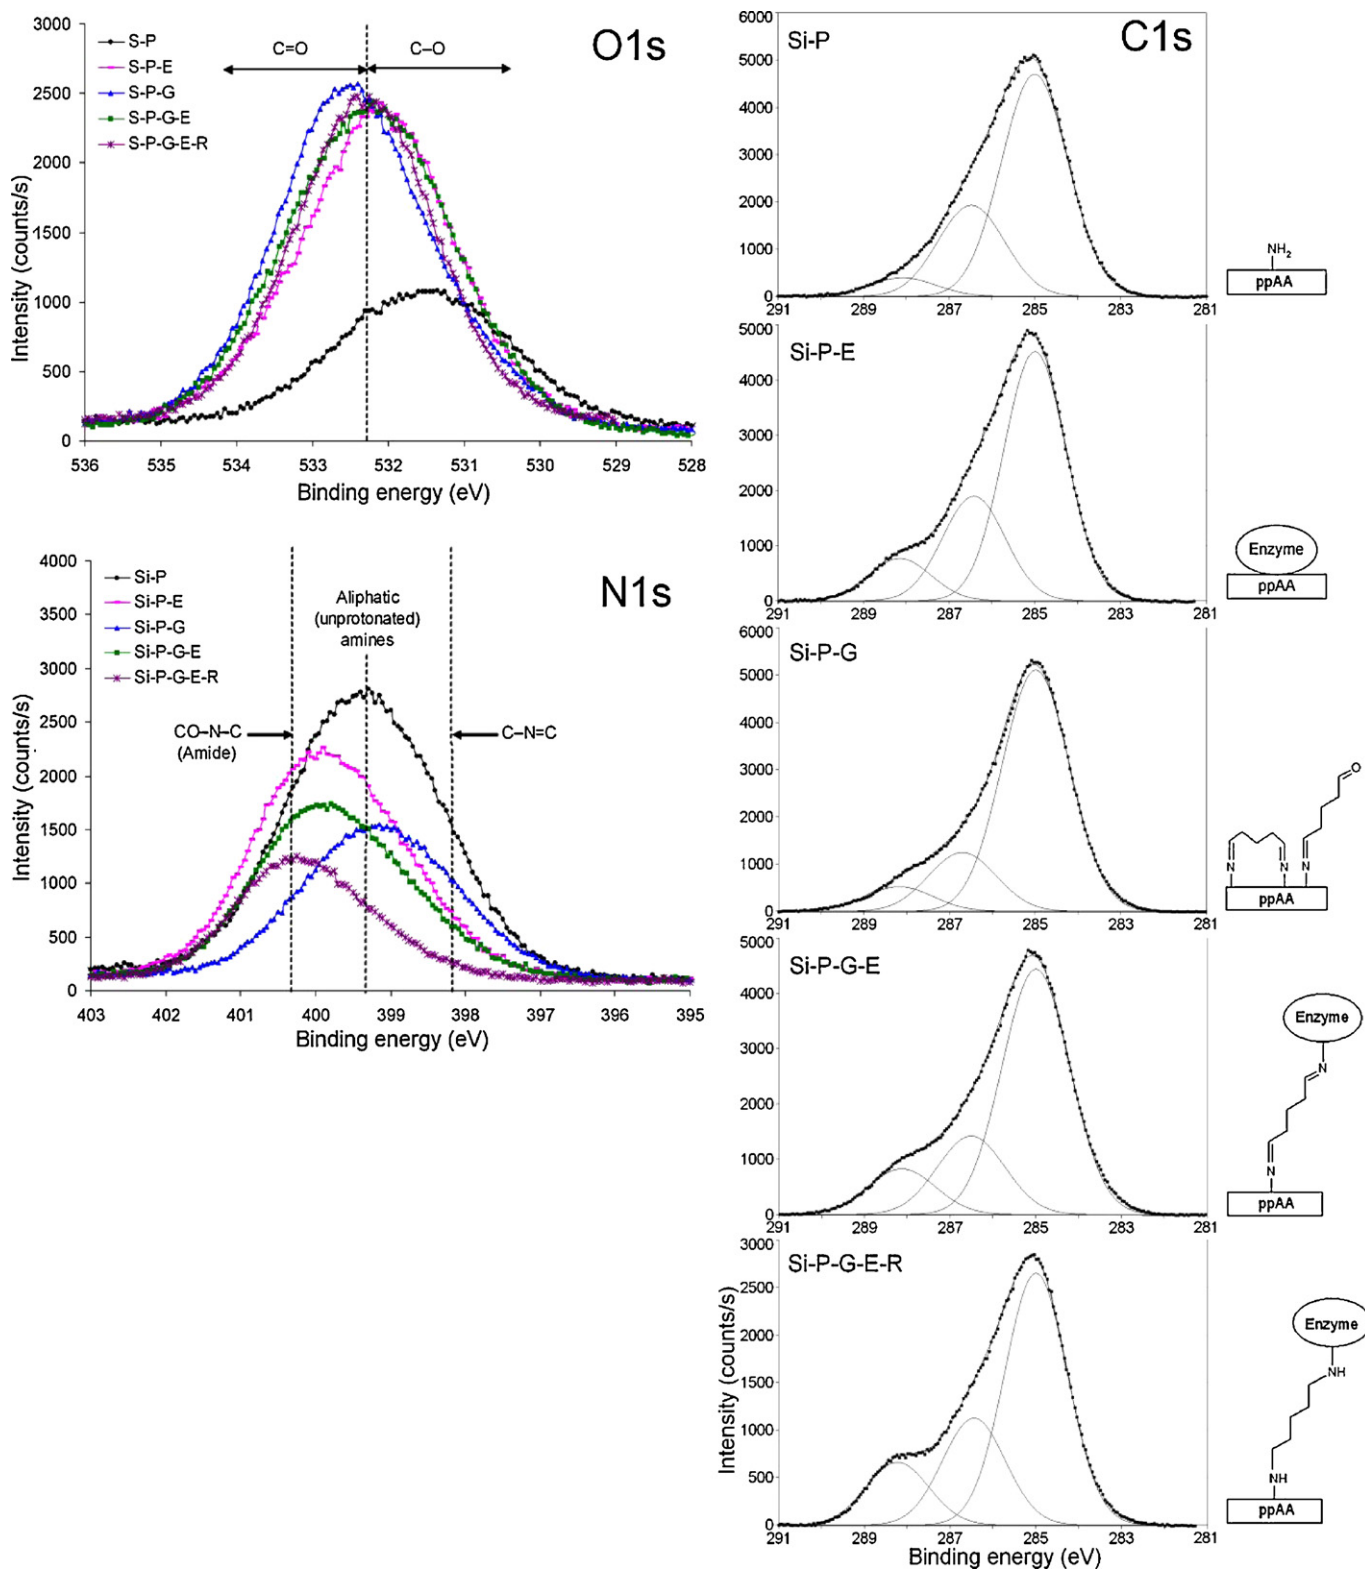 O1s
C=O
C–O
S-P
S-P-E
S-P-G
S-P-G-E
S-P-G-E-R
Intensity (counts/s)
3000
2500
2000
1500
1000
500
0
536 535 534 533 532 531 530 529 528
Binding energy (eV)
N1s
Si-P
Si-P-E
Si-P-G
Si-P-G-E
Si-P-G-E-R
Aliphatic
(unprotonated)
amines
CO–N–C
(Amide)
C–N=C
Intensity (counts/s)
4000
3500
3000
2500
2000
1500
1000
500
0
403 402 401 400 399 398 397 396 395
Binding energy (eV)
C1s
Si-P
6000
5000
4000
3000
2000
1000
0
291 289 287 285 283 281
NH2
ppAA
Si-P-E
5000
4000
3000
2000
1000
0
291 289 287 285 283 281
Enzyme
ppAA
Si-P-G
6000
5000
4000
3000
2000
1000
0
291 289 287 285 283 281
O
N N N
ppAA
Si-P-G-E
5000
4000
3000
2000
1000
0
291 289 287 285 283 281
Enzyme
N
N
ppAA
Si-P-G-E-R
3000
2500
2000
1500
1000
500
0
291 289 287 285 283 281
Intensity (counts/s)
Binding energy (eV)
Enzyme
NH
NH
ppAA